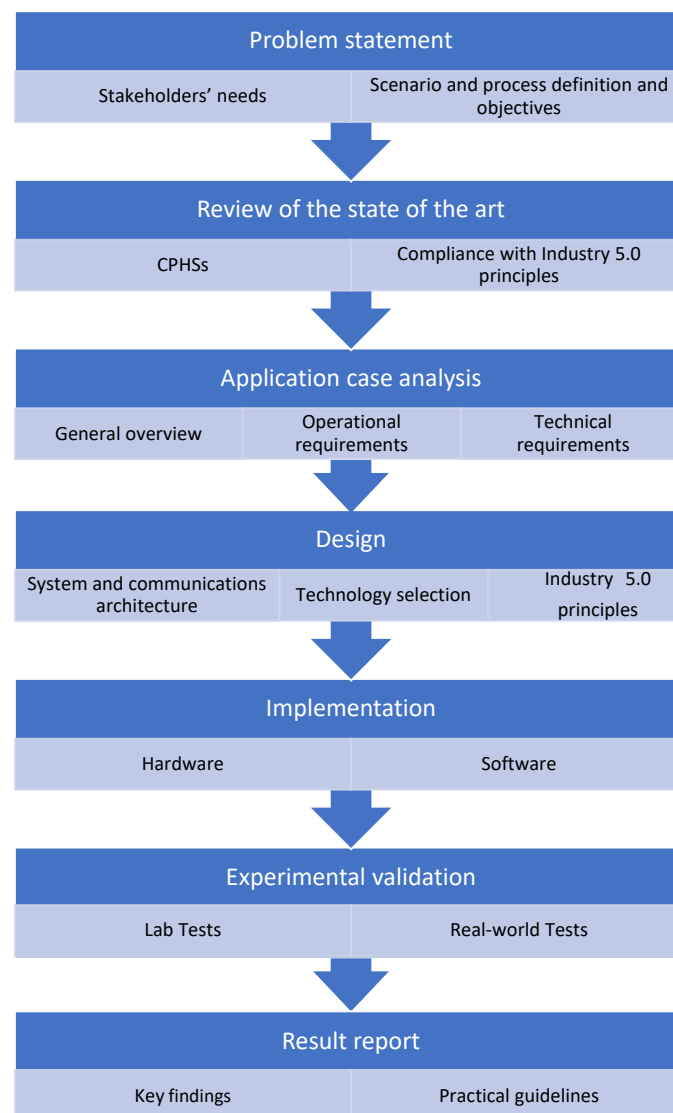 Problem statement
Stakeholders’ needs
Scenario and process definition and
objectives
Review of the state of the art
CPHSs
Compliance with Industry 5.0
principles
Application case analysis
General overview
Operational
requirements
Technical
requirements
Design
System and communications
architecture
Technology selection
Industry 5.0
principles
Implementation
Hardware
Software
Experimental validation
Lab Tests
Real-world Tests
Result report
Key findings
Practical guidelines